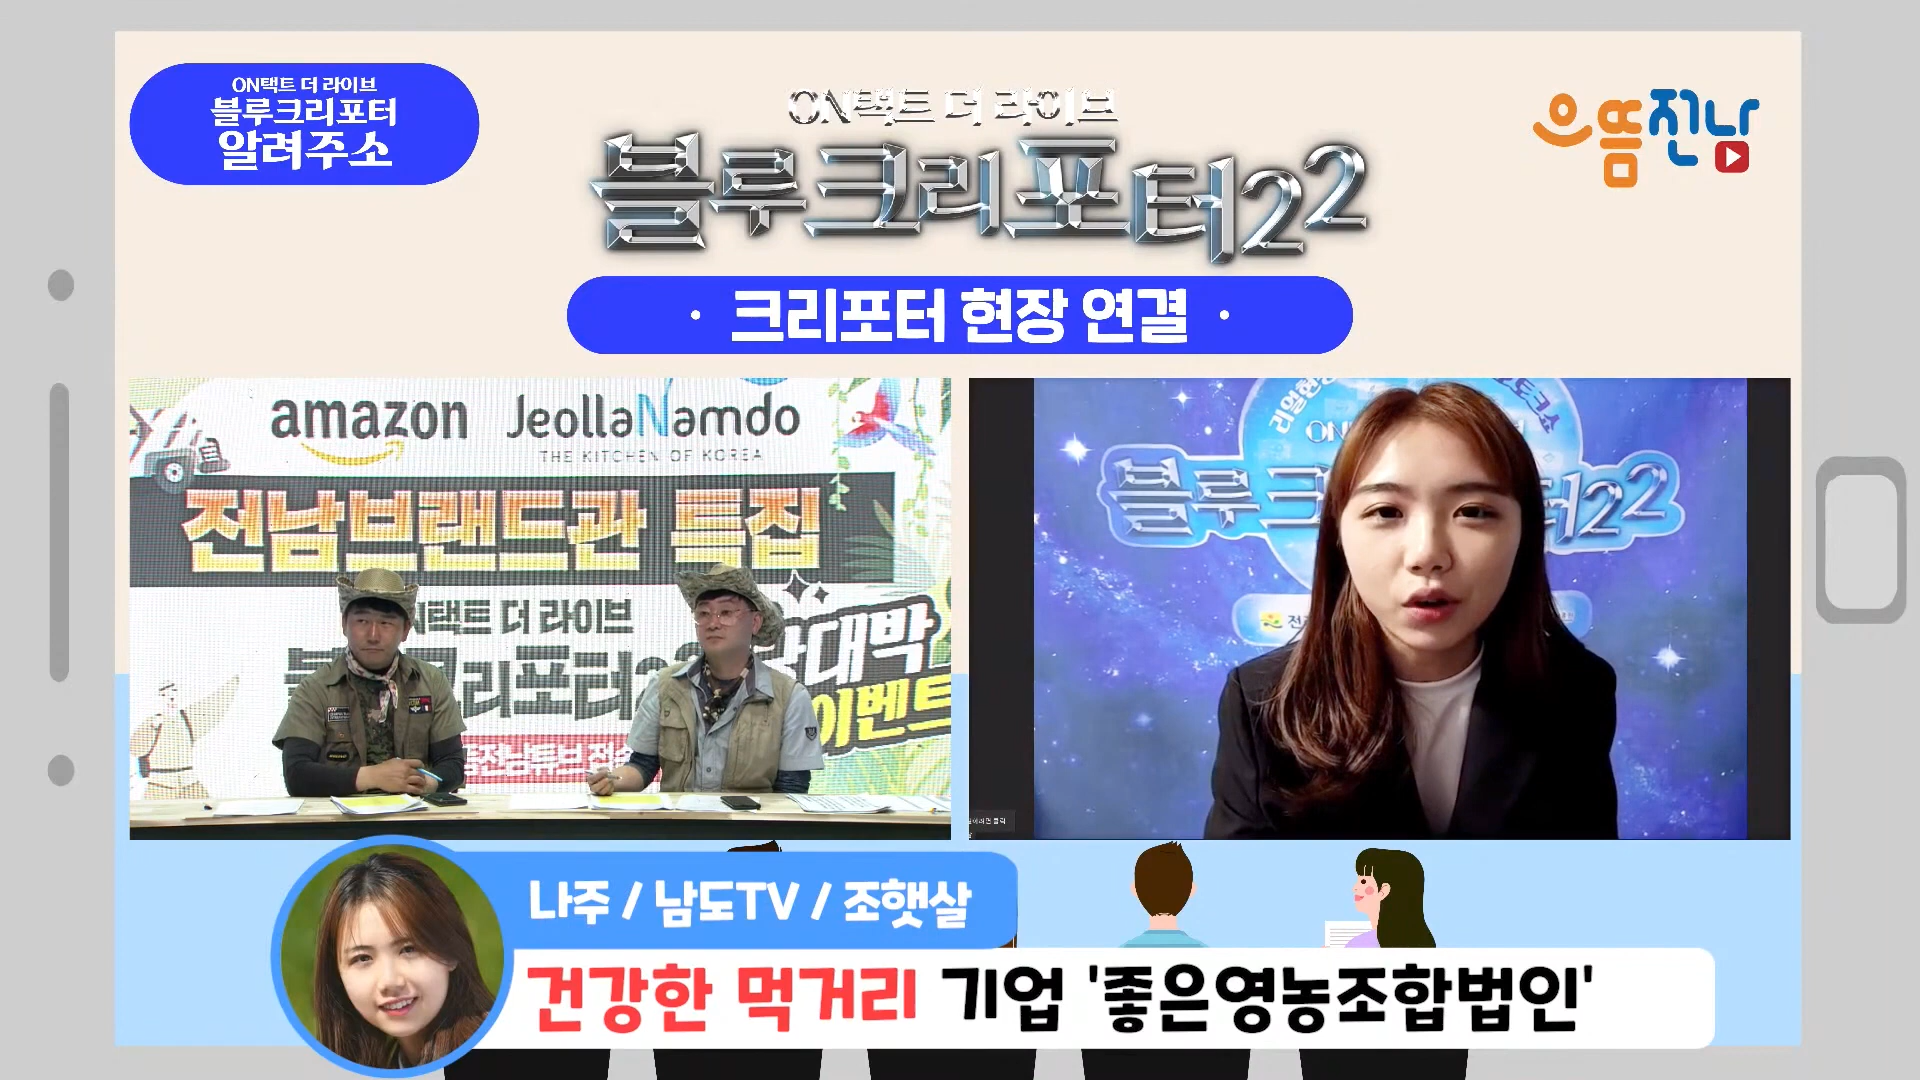 ON택트 더 라이브
블루크리포터
알려주소
ON택트 더 라이브
블루크리포터22
으뜸전남
· 크리포터 현장 연결 ·
amazon JeollaNamdo
THE KITCHEN OF KOREA
전남브랜드관 특집
ON택트 더 라이브
이벤트
블루크
터22
나주 / 남도TV / 조햇살
건강한 먹거리 기업 '좋은영농조합법인'